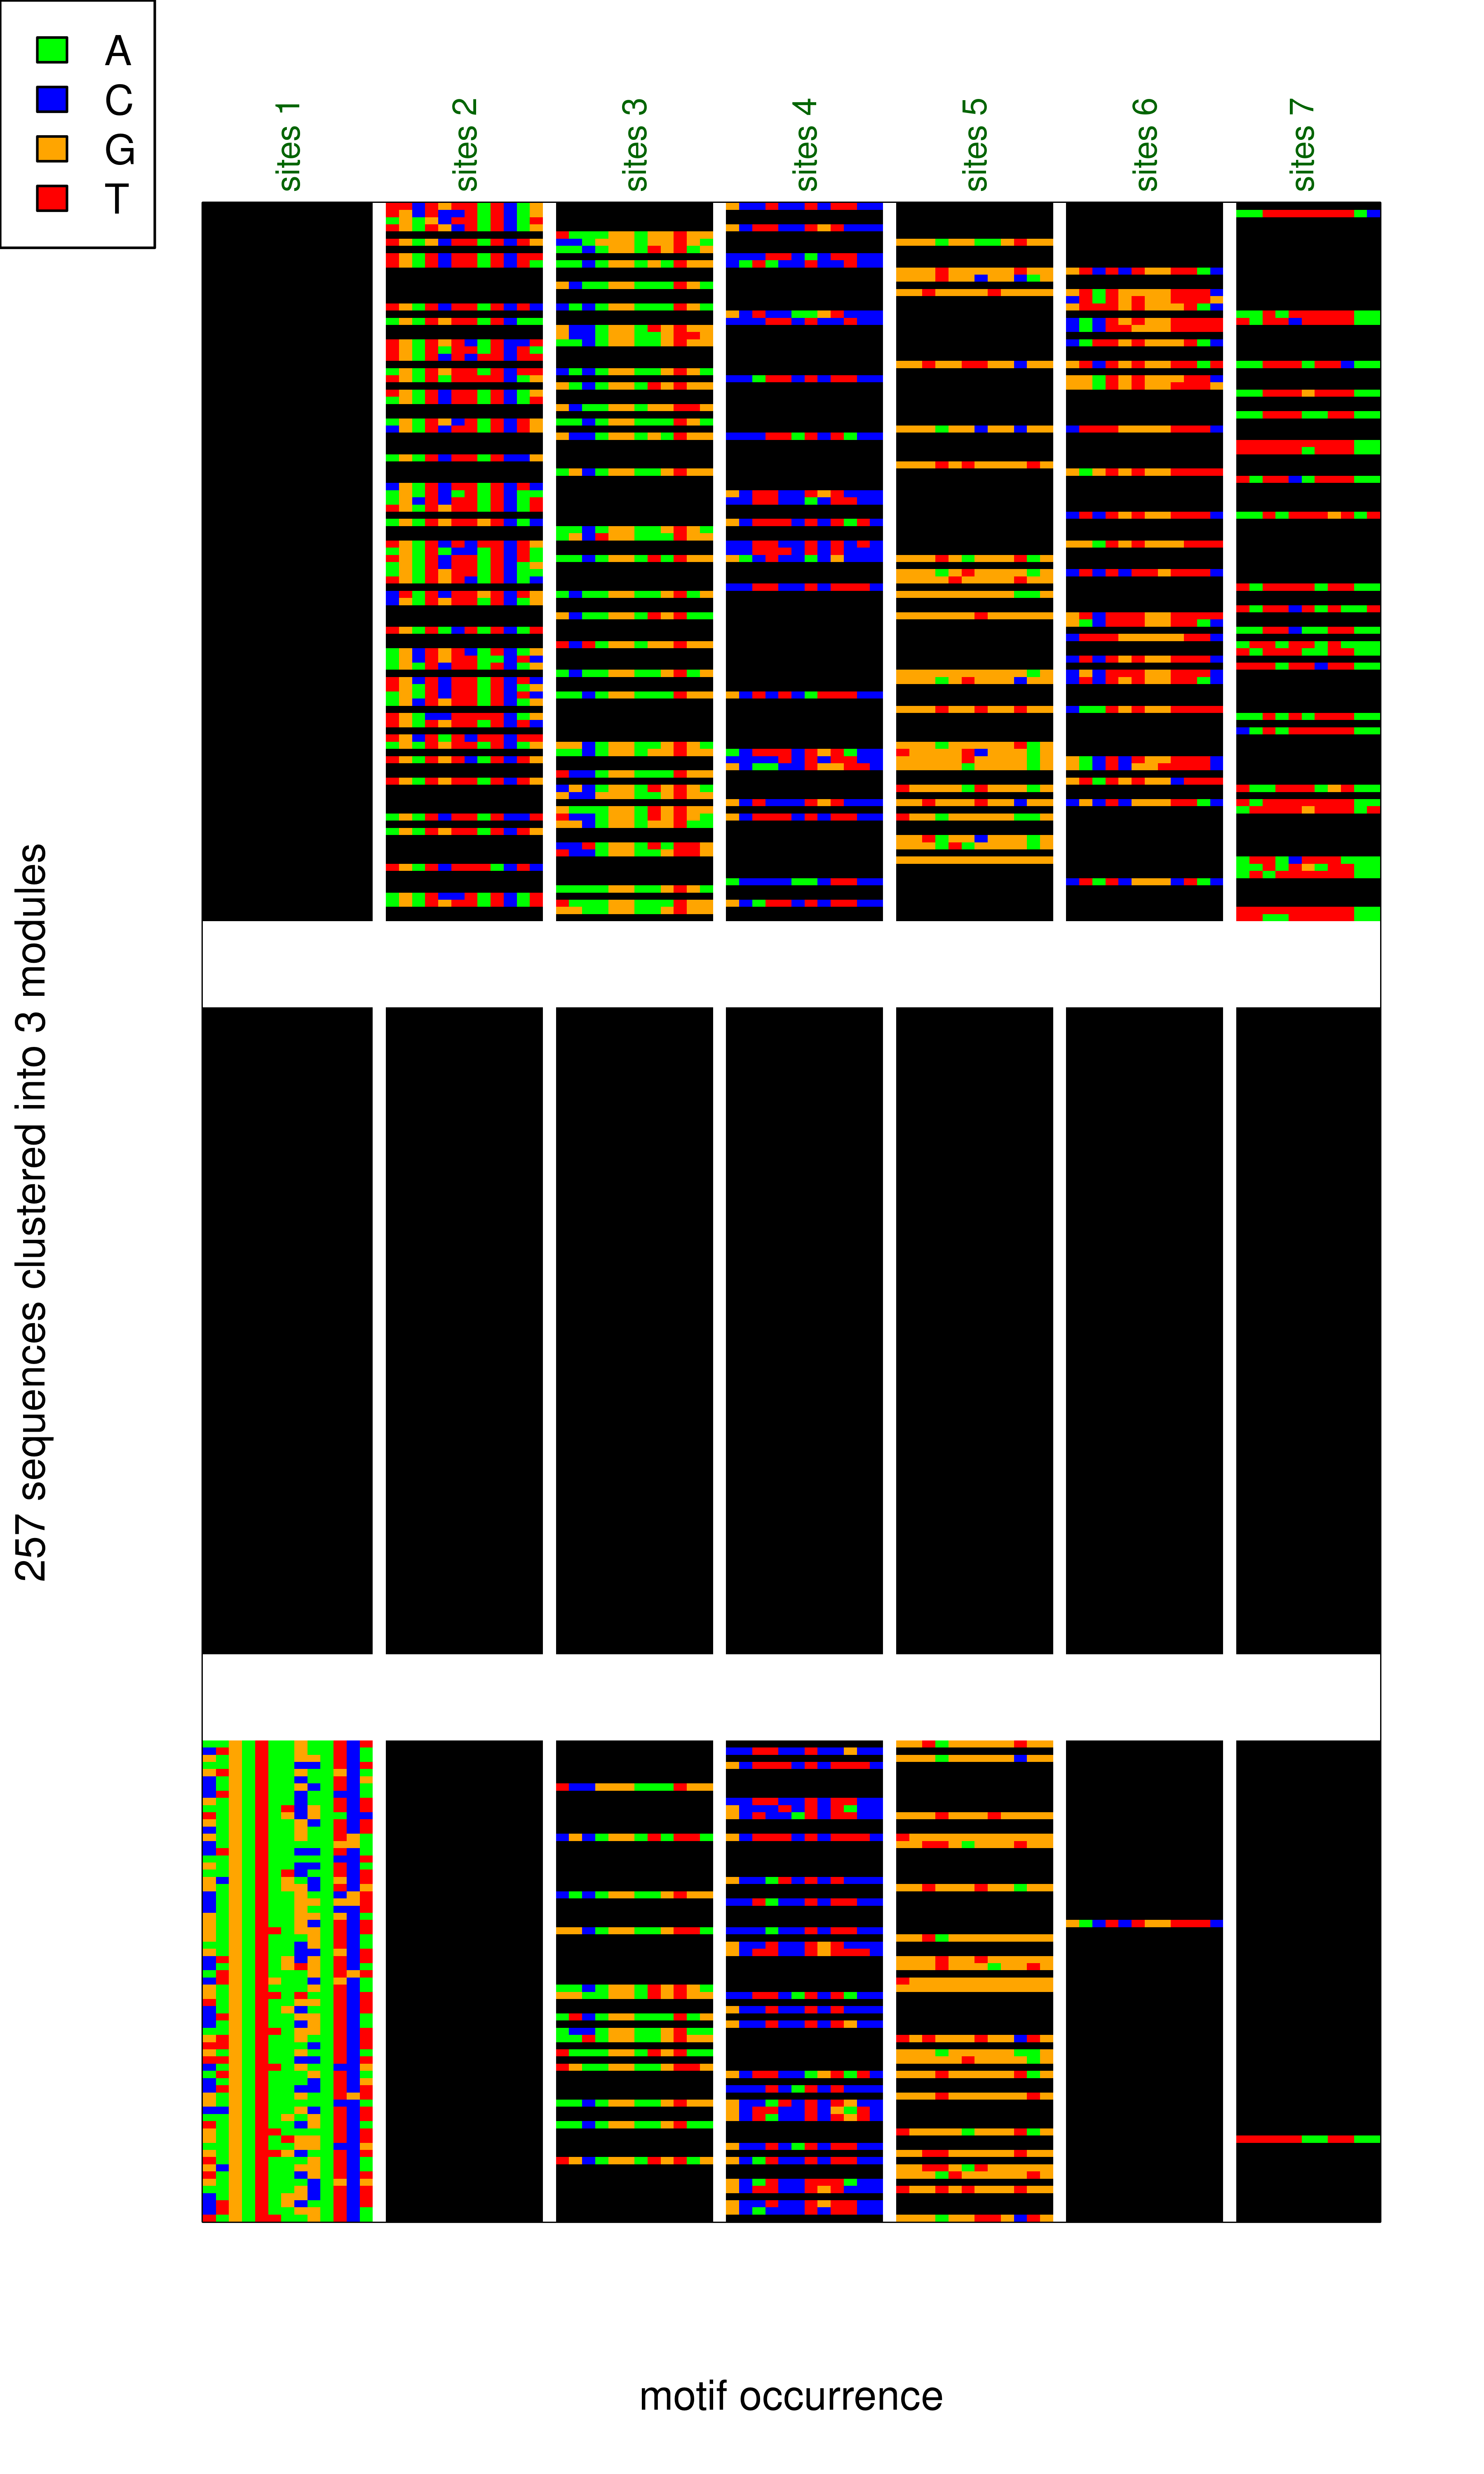 A
C
G
T
sites 1
sites 2
sites 3
sites 4
sites 5
sites 6
sites 7
257 sequences clustered into 3 modules
motif occurrence